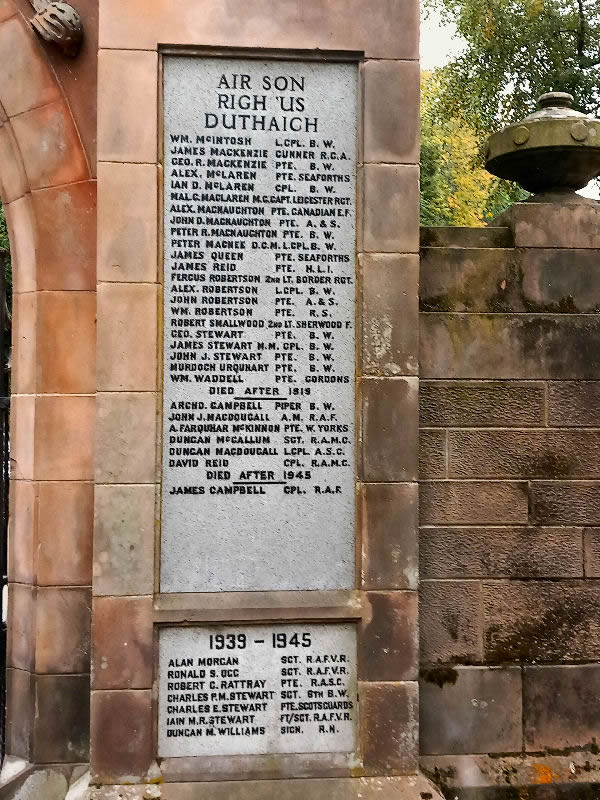 AIR SON
RIGH 'US
DUTHAICH
WM. McINTOSH L.CPL. B.W.
JAMES MACKENZIE GUNNER R.C.A.
GEO. R. MACKENZIE PTE. B.W.
ALEX. McLAREN PTE. SEAFORTHS
IAN D. McLAREN CPL. B.W.
MAL. C. MACLAREN M.C. CAPT. LEICESTER RGT.
ALEX. MACNAUGHTON PTE. CANADIAN E.F.
JOHN D. MACNAUGHTON PTE. A. & S.
PETER R. MACNAUGHTON PTE. B.W.
PETER MACNEE D.C.M. L.CPL. B.W.
JAMES QUEEN PTE. SEAFORTHS
JAMES REID PTE. H.L.I.
FERGUS ROBERTSON 2ND LT. BORDER RGT.
ALEX. ROBERTSON L.CPL. B.W.
JOHN ROBERTSON PTE. A. & S.
WM. ROBERTSON PTE. R.S.
ROBERT SMALLWOOD 2ND LT. SHERWOOD F.
GEO. STEWART PTE. B.W.
JAMES STEWART M.M. CPL. B.W.
JOHN J. STEWART PTE. B.W.
MURDOCH URQUHART PTE. B.W.
WM. WADDELL PTE. GORDONS
DIED AFTER 1919
ARCHD. CAMPBELL PIPER B.W.
JOHN J. MACDOUGALL A.M. R.A.F.
A. FARQUHAR McKINNON PTE. W. YORKS
DUNCAN McCALLUM SGT. R.A.M.C.
DUNCAN MACDOUGALL L.CPL. A.S.C.
DAVID REID CPL. R.A.M.C.
DIED AFTER 1945
JAMES CAMPBELL CPL. R.A.F.
1939 - 1945
ALAN MORGAN SGT. R.A.F.V.R.
RONALD S. OGG SGT. R.A.F.V.R.
ROBERT C. RATTRAY PTE. R.A.S.C.
CHARLES P.M. STEWART SGT. 6TH B.W.
CHARLES E. STEWART PTE. SCOTS GUARDS
IAIN M.R. STEWART FT/SGT. R.A.F.V.R.
DUNCAN M. WILLIAMS SIGN. R.N.